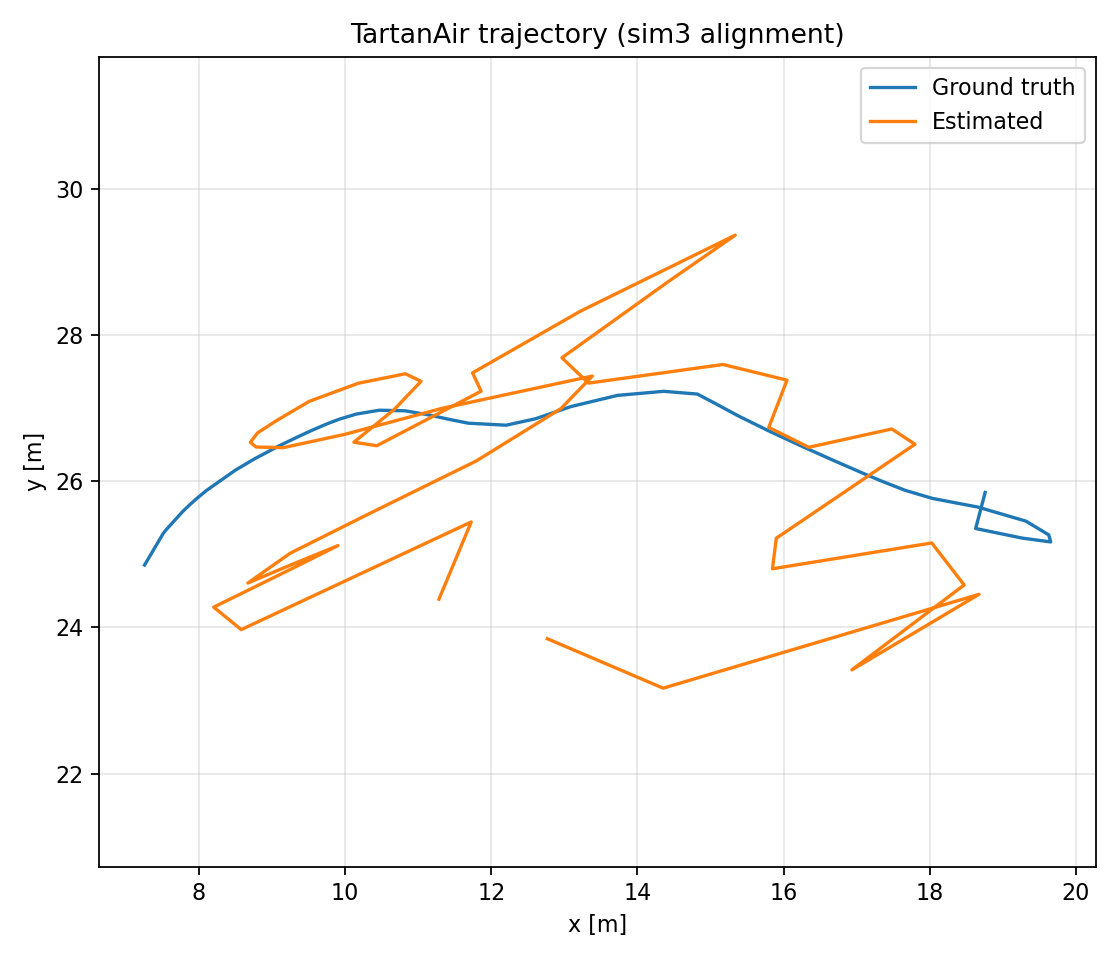 TartanAir trajectory (sim3 alignment)
Ground truth
Estimated
30
28
26
24
22
y [m]
8 10 12 14 16 18 20
x [m]